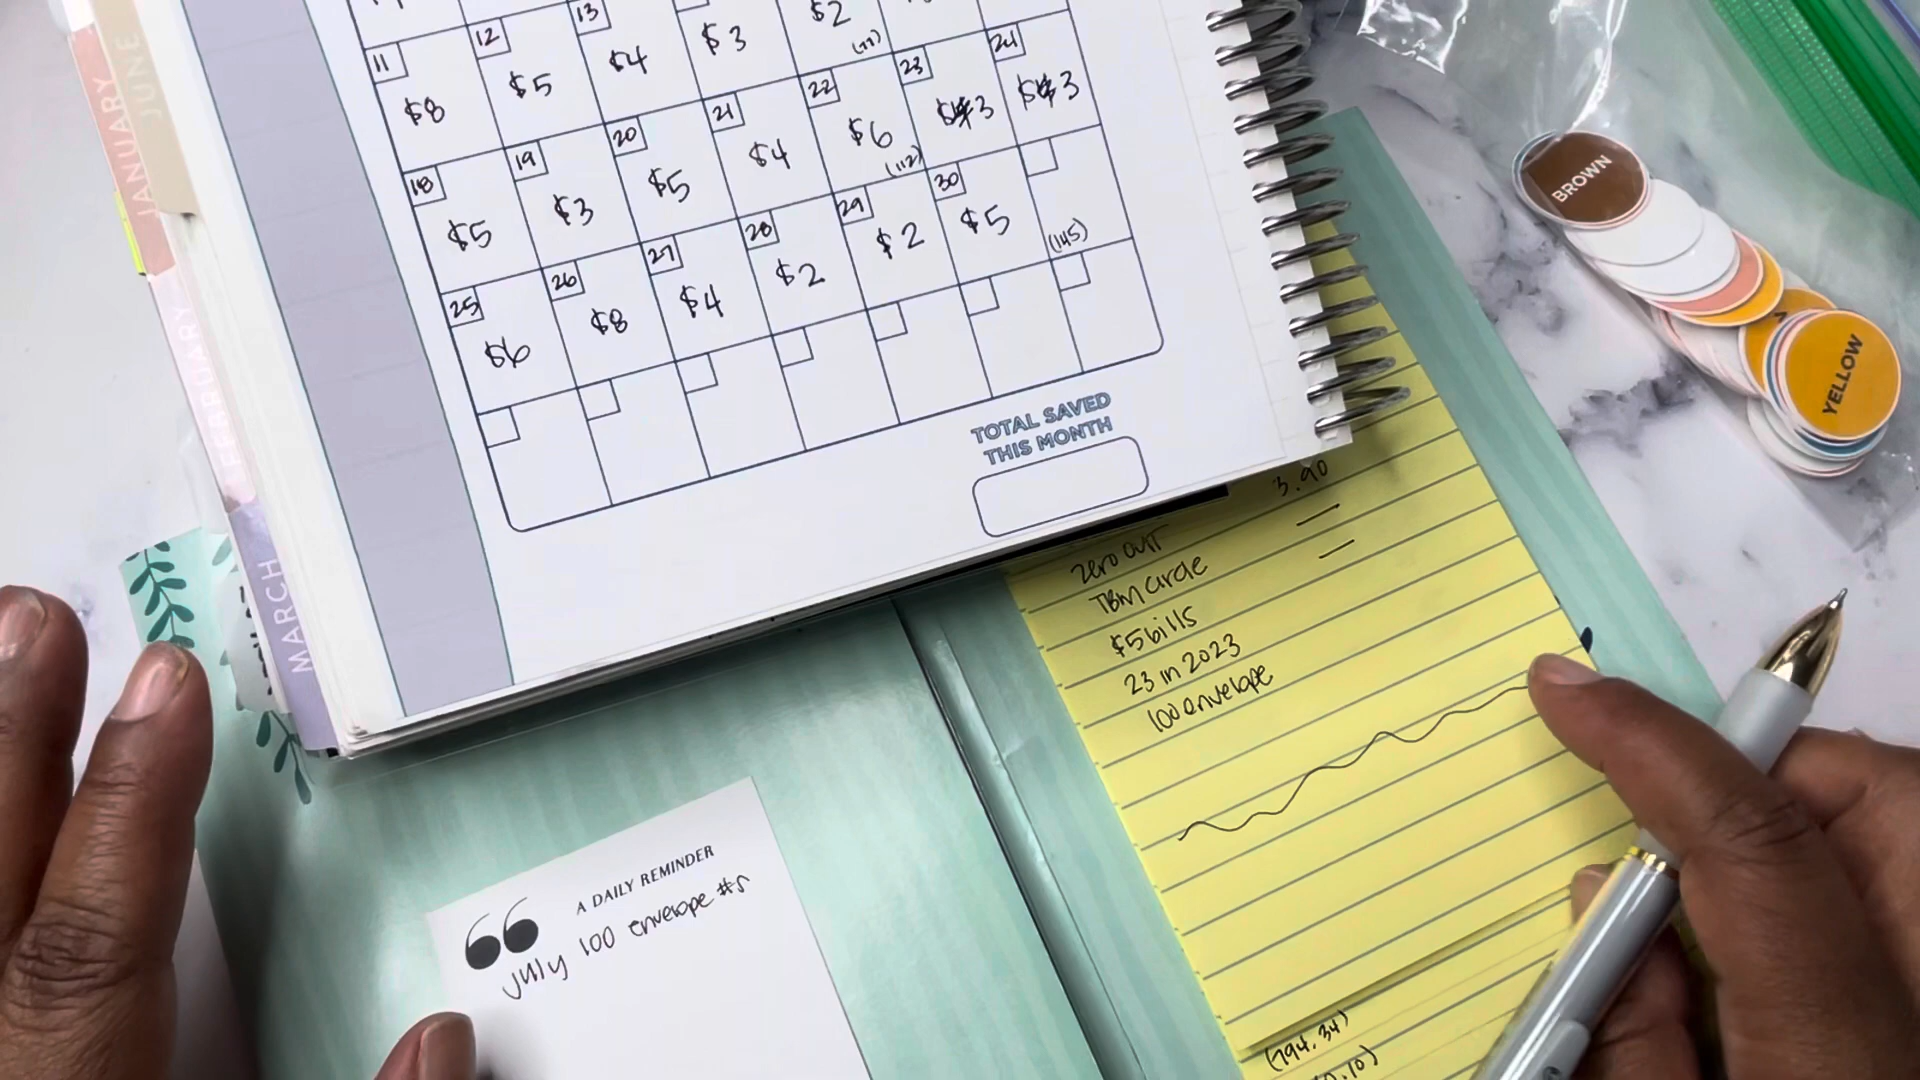 13
$2
12
$4
$3
(77)
11
$5
24
$8
23
22
$3
21
$3
20
$6
19
$4
(112)
18
$5
30
$3
29
$5
$5
28
$2
(145)
27
$2
26
$4
25
$8
$6
TOTAL SAVED
THIS MONTH
JANUARY
JUNE
FEBRUARY
MARCH
BROWN
YELLOW
3.90
zero out
TBM circle
$5 bills
23 in 2023
100 envelope
(794.34)
A DAILY REMINDER
July 100 envelope #s